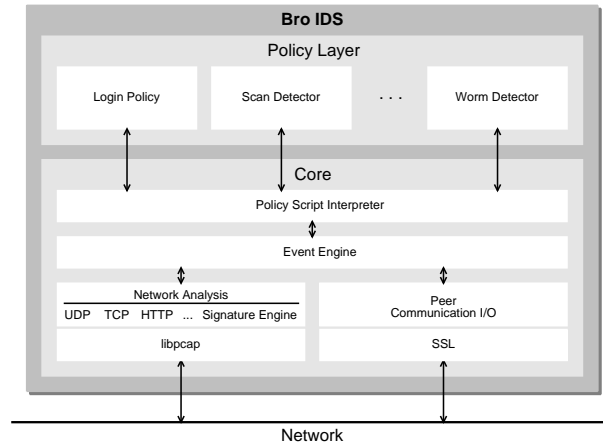 Bro IDS
Policy Layer
Login Policy
Scan Detector
. . .
Worm Detector
Core
Policy Script Interpreter
Event Engine
Network Analysis
UDP TCP HTTP ... Signature Engine
libpcap
Peer
Communication I/O
SSL
Network